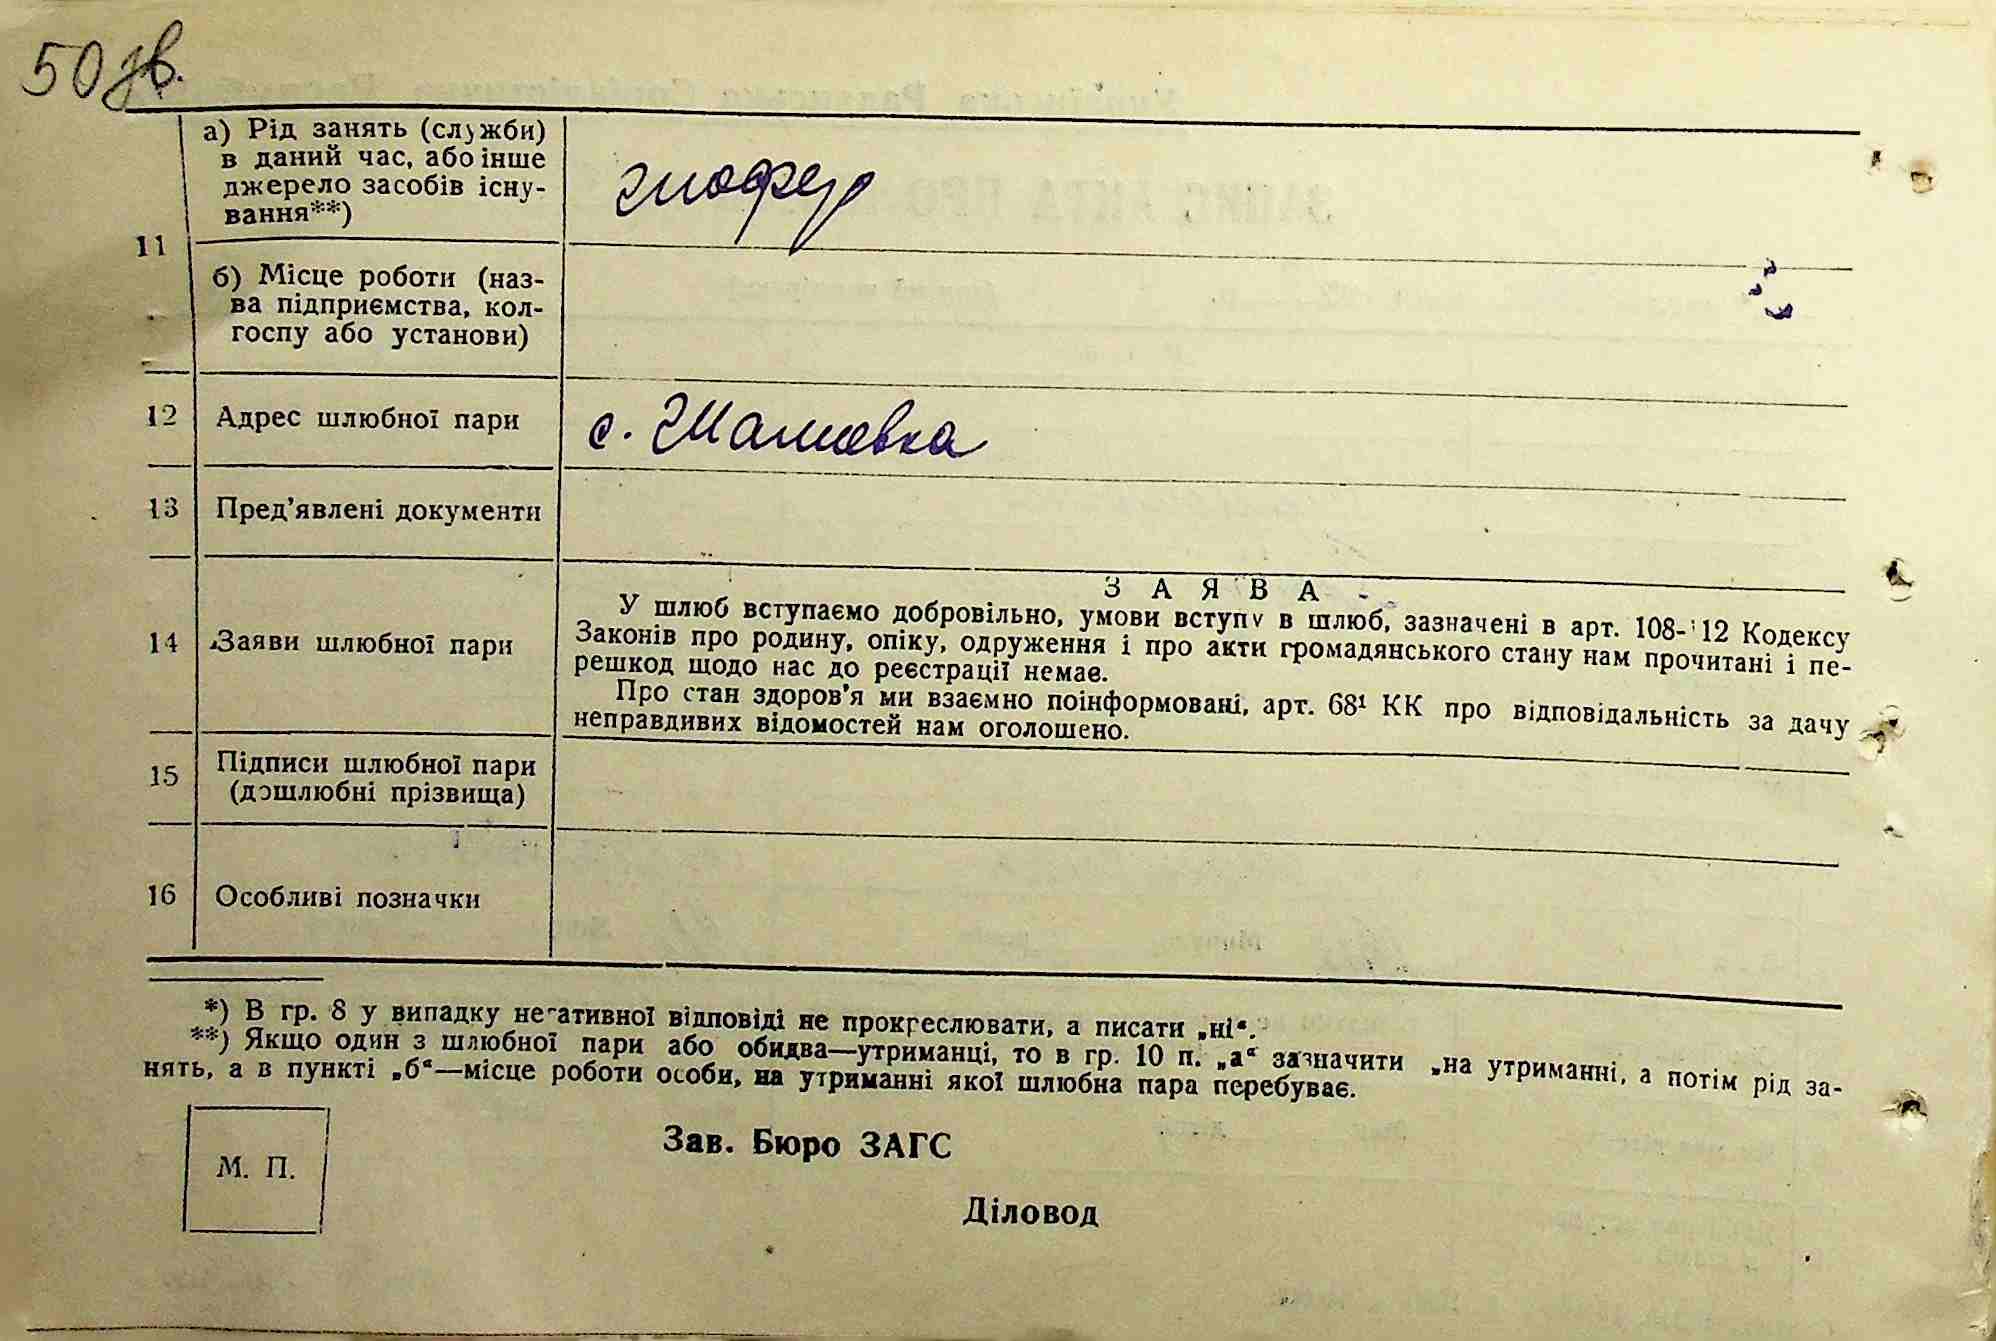 50 зв.
11
а) Рід занять (служби)
в даний час, або інше
джерело засобів існу-
вання**)
шофер
б) Місце роботи (наз-
ва підприємства, кол-
госпу або установи)
12
Адрес шлюбної пари
с.
13
Пред’явлені документи
14
Заяви шлюбної пари
ЗАЯВА
У шлюб вступаємо добровільно, умови вступу в шлюб, зазначені в арт. 108-112 Кодексу
Законів про родину, опіку, одруження і про акти громадянського стану нам прочитані і пе-
решкод щодо нас до реєстрації немає.
Про стан здоров’я ми взаємно поінформовані, арт. 68¹ КК про відповідальність за дачу
неправдивих відомостей нам оголошено.
15
Підписи шлюбної пари
(дошлюбні прізвища)
16
Особливі позначки
*) В гр. 8 у випадку негативної відповіді не прокреслювати, а писати „ні“.
**) Якщо один з шлюбної пари або обидва—утриманці, то в гр. 10 п. „а“ зазначити „на утриманні, а потім рід за-
нять, а в пункті „б“—місце роботи особи, на утриманні якої шлюбна пара перебуває.
М. П.
Зав. Бюро ЗАГС
Діловод